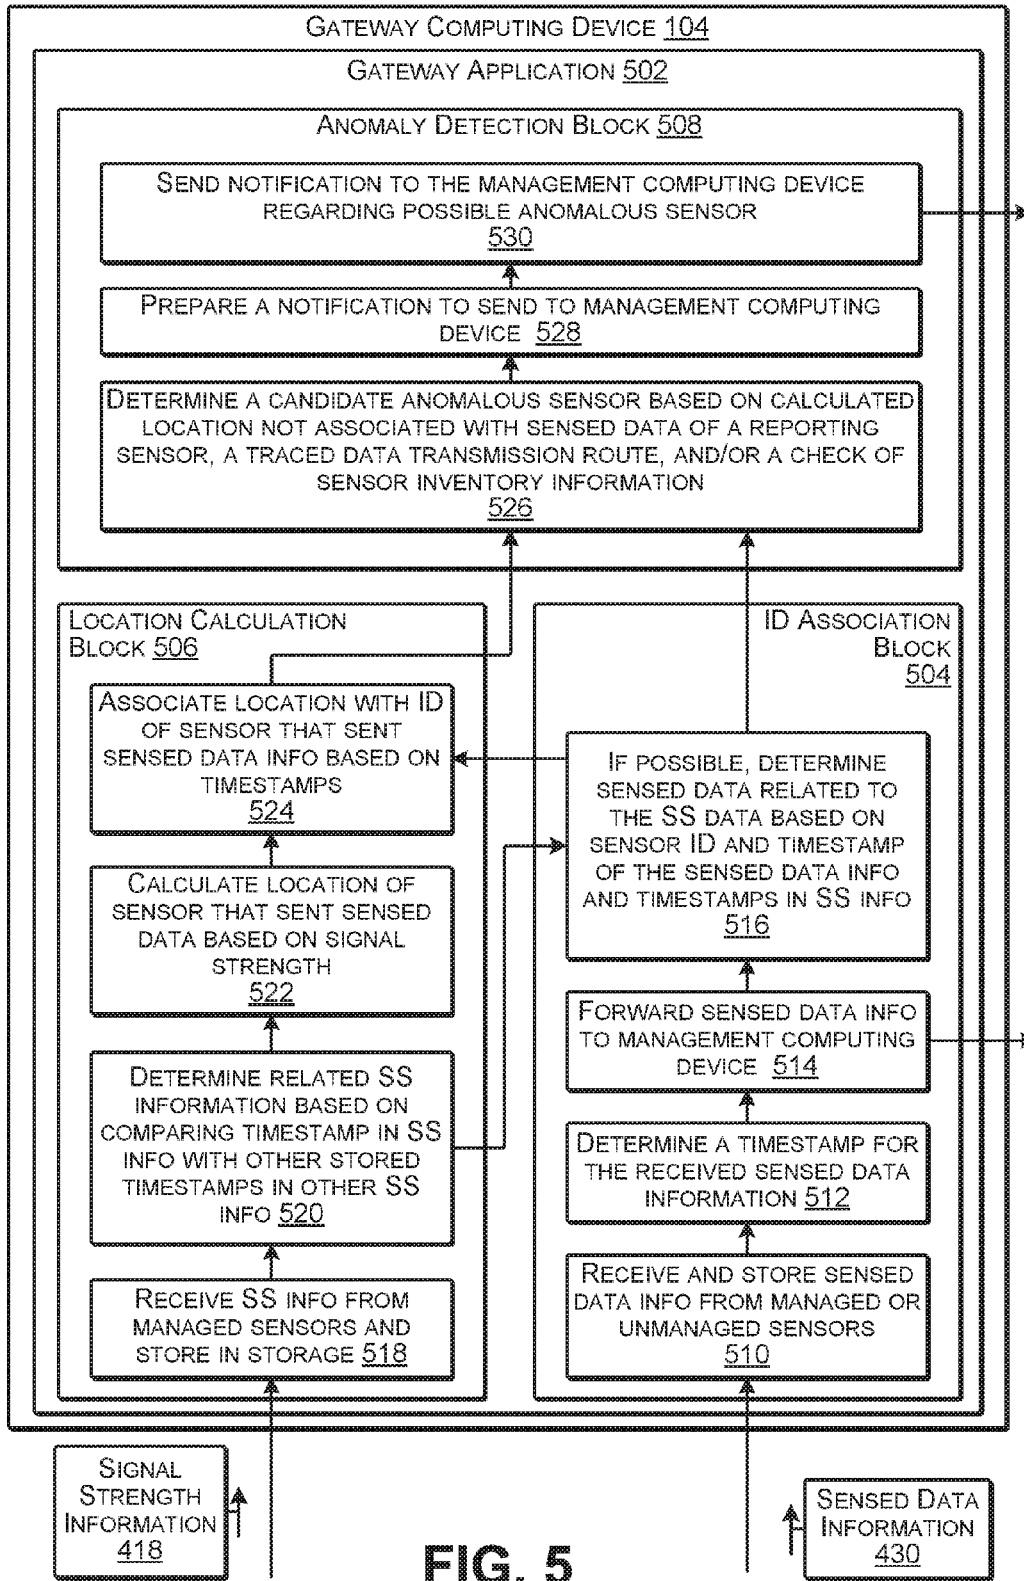 GATEWAY COMPUTING DEVICE 104
GATEWAY APPLICATION 502
ANOMALY DETECTION BLOCK 508
SEND NOTIFICATION TO THE MANAGEMENT COMPUTING DEVICE
REGARDING POSSIBLE ANOMALOUS SENSOR
530
PREPARE A NOTIFICATION TO SEND TO MANAGEMENT COMPUTING
DEVICE 528
DETERMINE A CANDIDATE ANOMALOUS SENSOR BASED ON CALCULATED
LOCATION NOT ASSOCIATED WITH SENSED DATA OF A REPORTING
SENSOR, A TRACED DATA TRANSMISSION ROUTE, AND/OR A CHECK OF
SENSOR INVENTORY INFORMATION
526
LOCATION CALCULATION
BLOCK 506
ASSOCIATE LOCATION WITH ID
OF SENSOR THAT SENT
SENSED DATA INFO BASED ON
TIMESTAMPS
524
CALCULATE LOCATION OF
SENSOR THAT SENT SENSED
DATA BASED ON SIGNAL
STRENGTH
522
DETERMINE RELATED SS
INFORMATION BASED ON
COMPARING TIMESTAMP IN SS
INFO WITH OTHER STORED
TIMESTAMPS IN OTHER SS
INFO 520
RECEIVE SS INFO FROM
MANAGED SENSORS AND
STORE IN STORAGE 518
ID ASSOCIATION
BLOCK
504
IF POSSIBLE, DETERMINE
SENSED DATA RELATED TO
THE SS DATA BASED ON
SENSOR ID AND TIMESTAMP
OF THE SENSED DATA INFO
AND TIMESTAMPS IN SS INFO
516
FORWARD SENSED DATA INFO
TO MANAGEMENT COMPUTING
DEVICE 514
DETERMINE A TIMESTAMP FOR
THE RECEIVED SENSED DATA
INFORMATION 512
RECEIVE AND STORE SENSED
DATA INFO FROM MANAGED OR
UNMANAGED SENSORS
510
SIGNAL
STRENGTH
INFORMATION
418
SENSED DATA
INFORMATION
430
FIG. 5